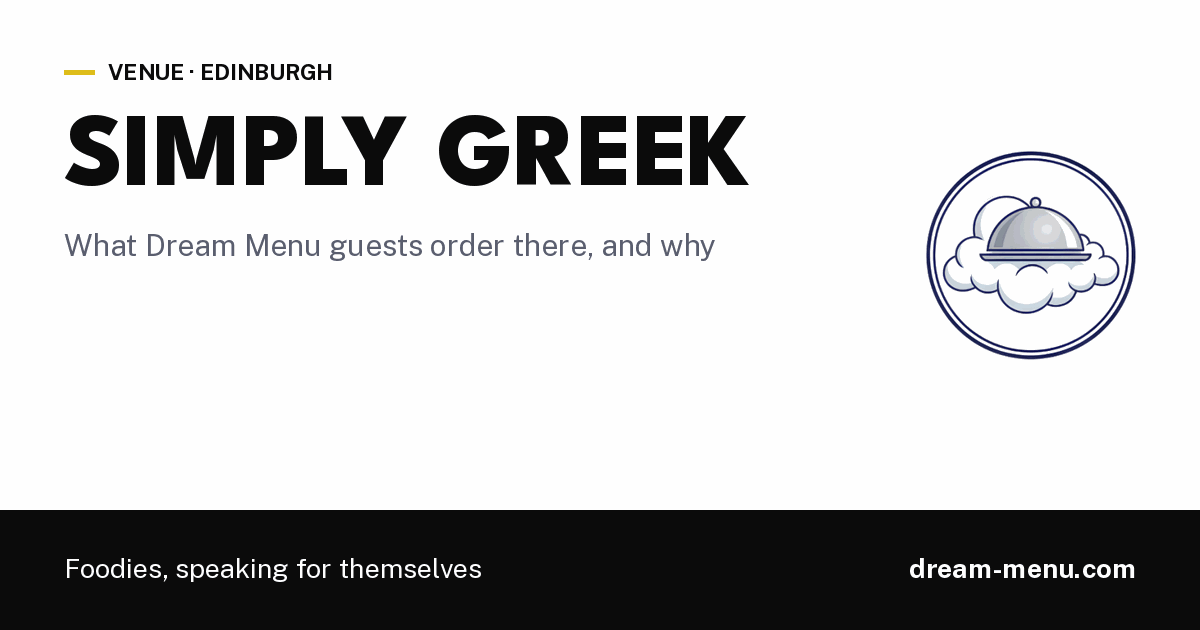 VENUE · EDINBURGH
SIMPLY GREEK
What Dream Menu guests order there, and why
Foodies, speaking for themselves
dream-menu.com